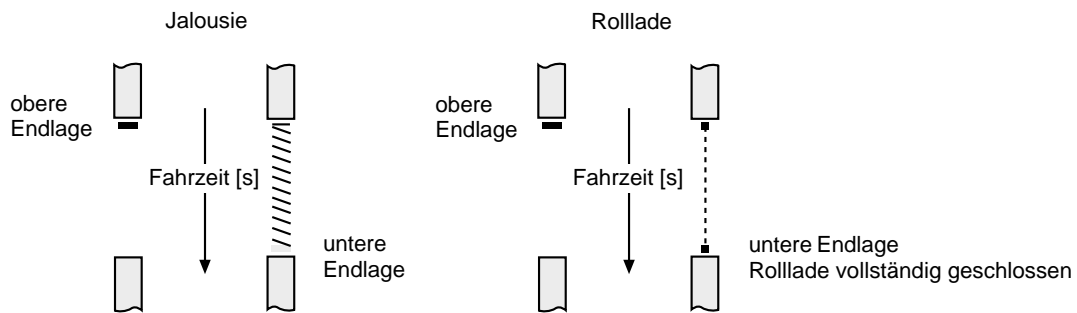 Jalousie
obere
Endlage
Fahrzeit [s]
untere
Endlage
Rolllade
obere
Endlage
Fahrzeit [s]
untere Endlage
Rolllade vollständig geschlossen